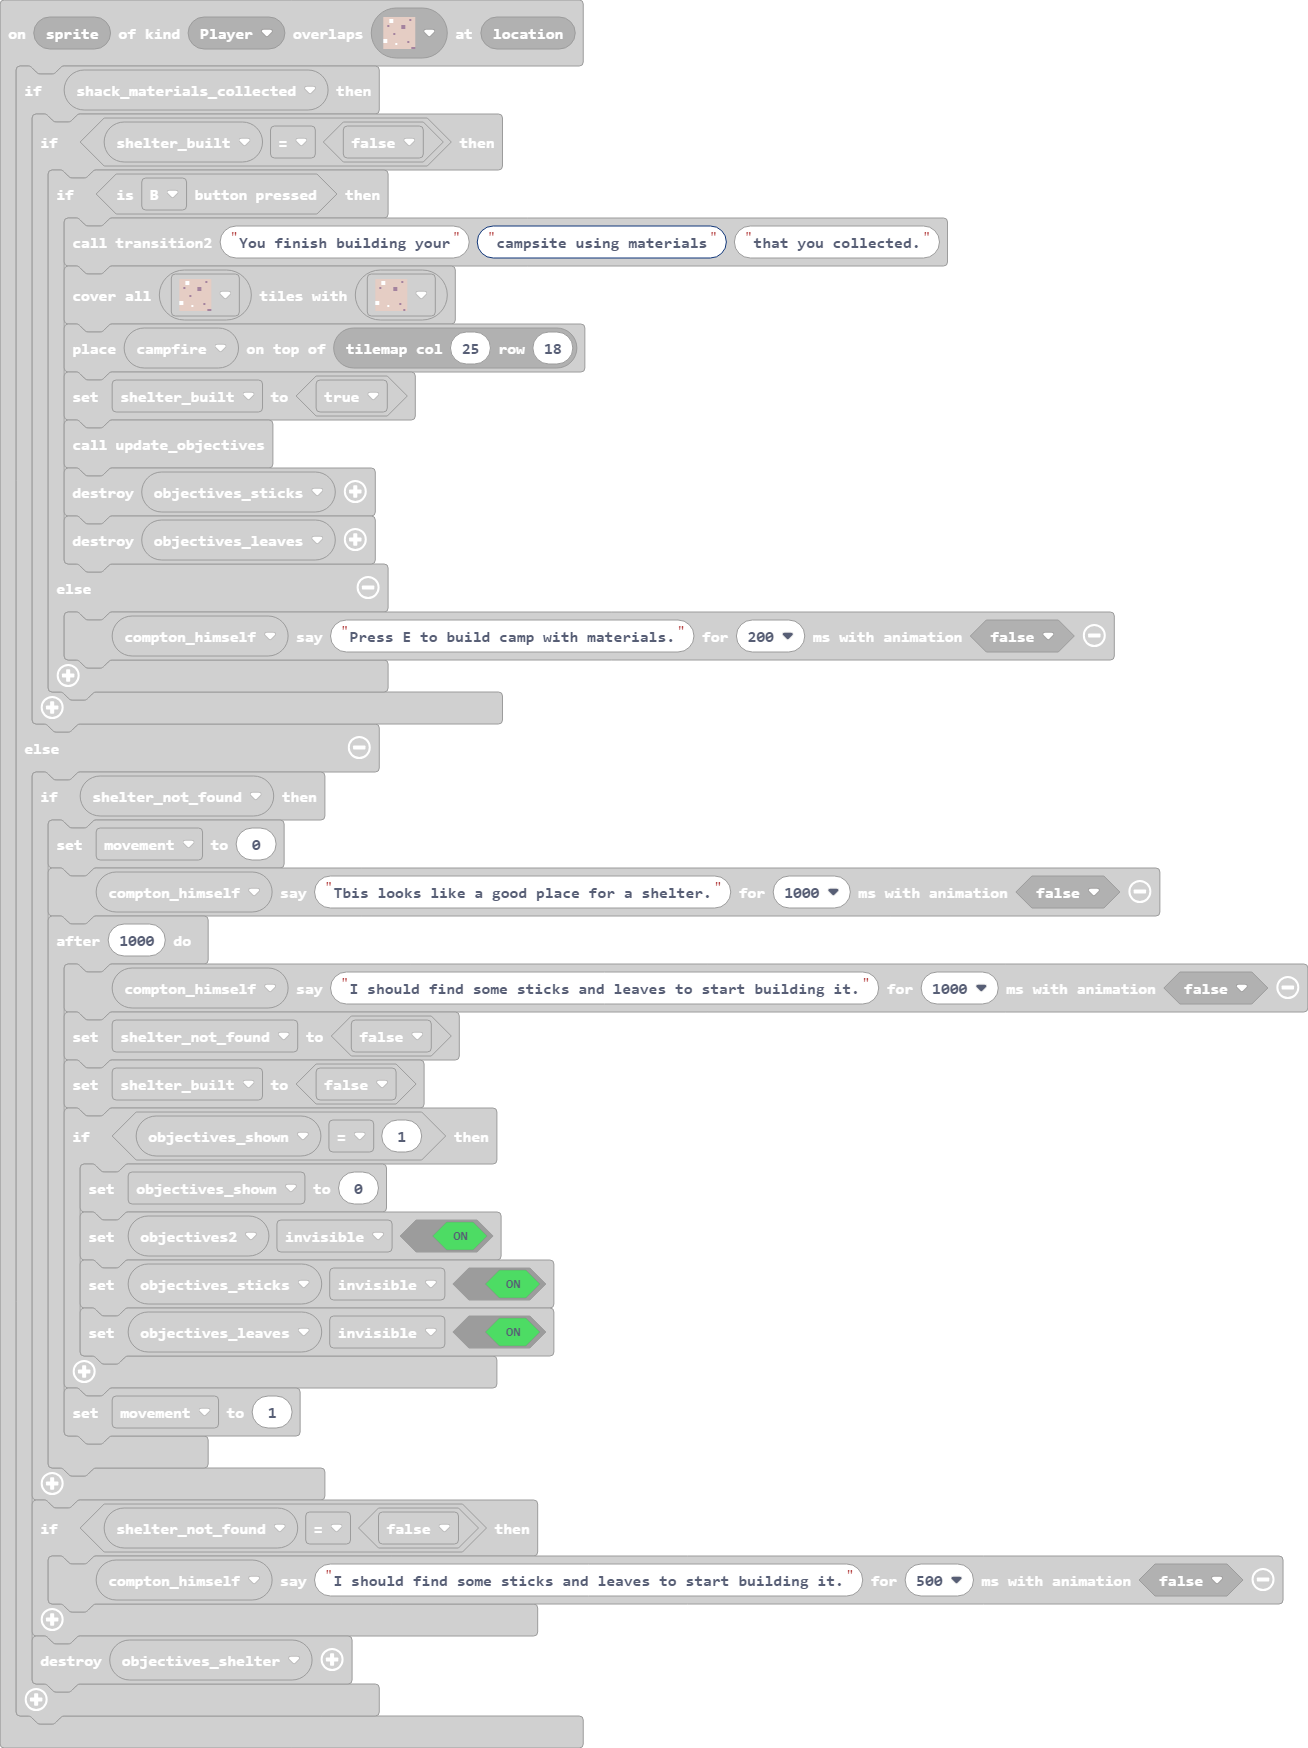 on sprite of kind Player overlaps at location
if shack_materials_collected then
if shelter_built = false then
if is B button pressed then
call transition2 "You finish building your" "campsite using materials" "that you collected."
cover all tiles with
place campfire on top of tilemap col 25 row 18
set shelter_built to true
call update_objectives
destroy objectives_sticks
destroy objectives_leaves
else
compton_himself say "Press E to build camp with materials." for 200 ms with animation false
else
if shelter_not_found then
set movement to 0
compton_himself say "Tbis looks like a good place for a shelter." for 1000 ms with animation false
after 1000 do
compton_himself say "I should find some sticks and leaves to start building it." for 1000 ms with animation false
set shelter_not_found to false
set shelter_built to false
if objectives_shown = 1 then
set objectives_shown to 0
set objectives2 invisible ON
set objectives_sticks invisible ON
set objectives_leaves invisible ON
set movement to 1
if shelter_not_found = false then
compton_himself say "I should find some sticks and leaves to start building it." for 500 ms with animation false
destroy objectives_shelter